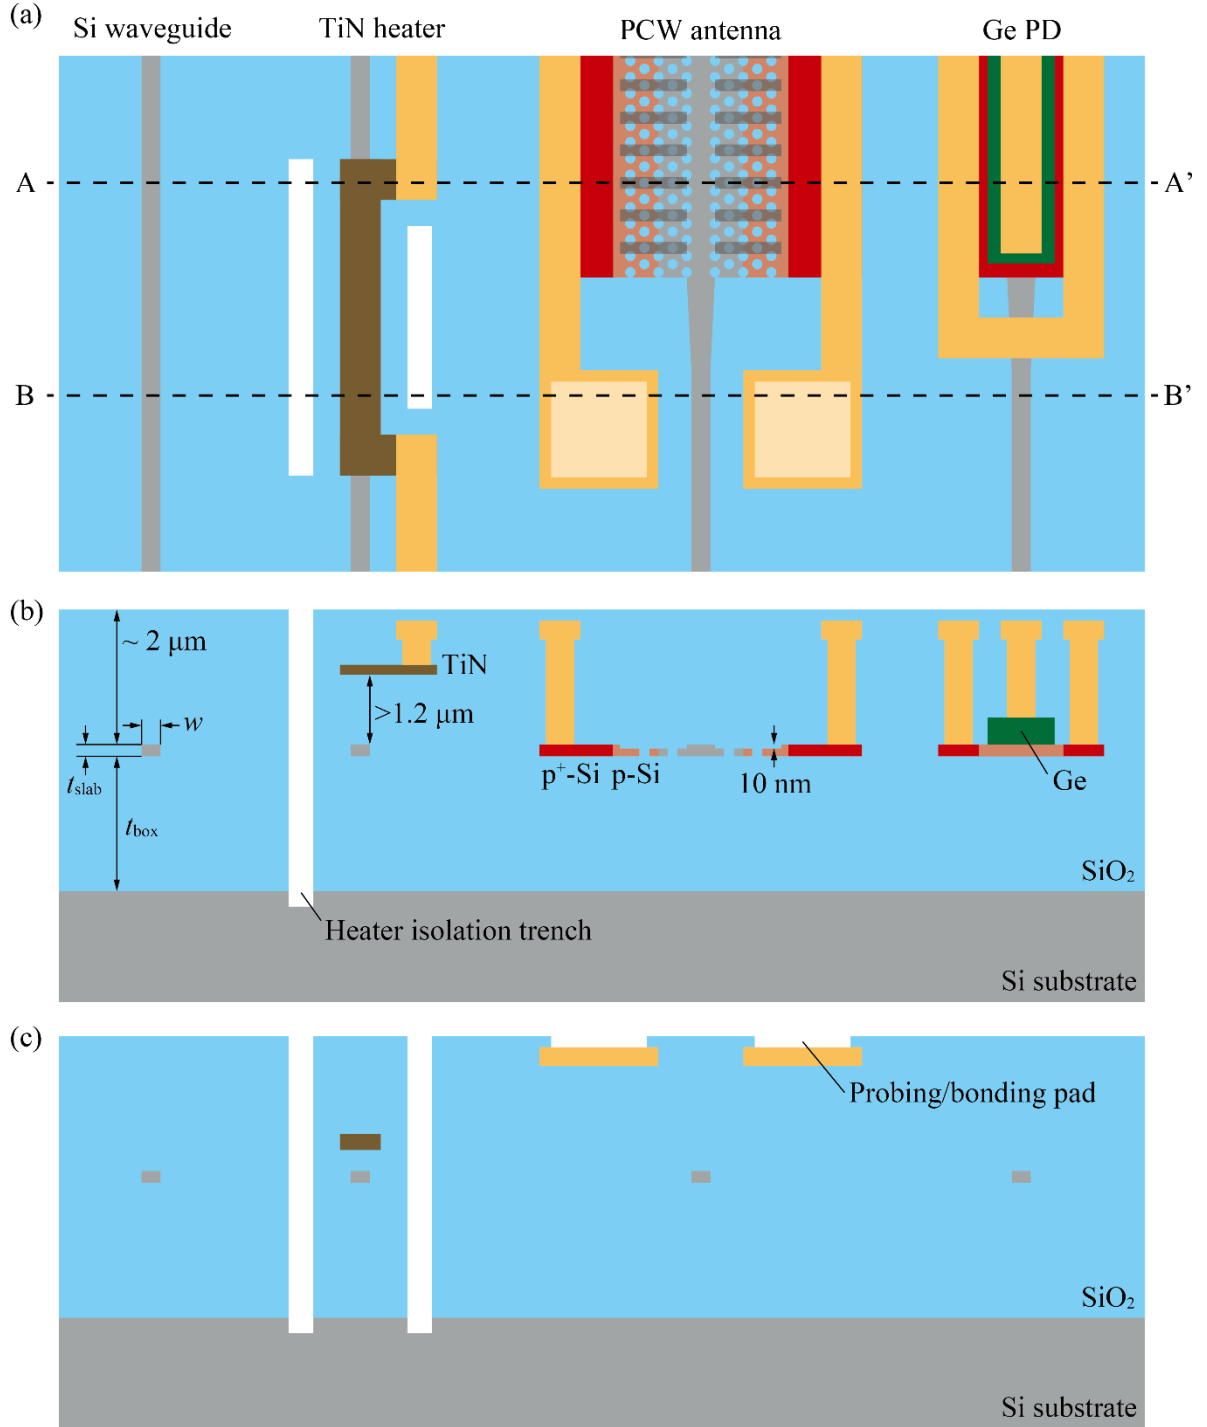 (a)
Si waveguide TiN heater PCW antenna Ge PD
A A’
B B’
(b)
~ 2 μm
w
TiN
>1.2 μm
tslab
p+-Si p-Si 10 nm Ge
tbox
SiO2
Heater isolation trench
Si substrate
(c)
Probing/bonding pad
SiO2
Si substrate